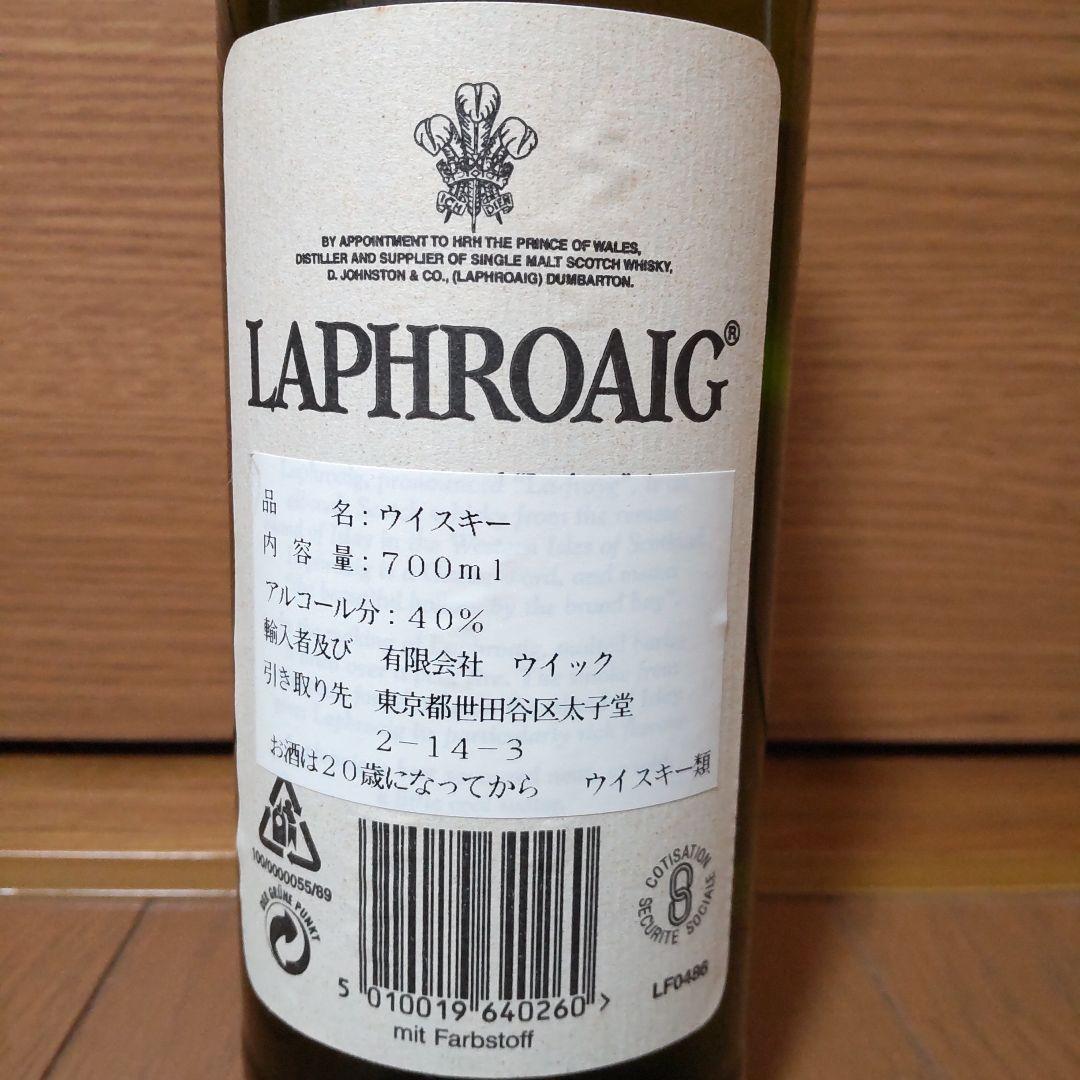 ICH DIEN
BY APPOINTMENT TO HRH THE PRINCE OF WALES,
DISTILLER AND SUPPLIER OF SINGLE MALT SCOTCH WHISKY,
D. JOHNSTON & CO., (LAPHROAIG) DUMBARTON.
LAPHROAIG®
品 名：ウイスキー
内 容 量：７００ｍｌ
アルコール分：４０％
輸入者及び 有限会社 ウイック
引き取り先 東京都世田谷区太子堂
２－１４－３
お酒は２０歳になってから ウイスキー類
100/0000055/89
DER GRÜNE PUNKT
COTISATION
SECURITE SOCIALE
LF0486
5 010019 640260 >
mit Farbstoff